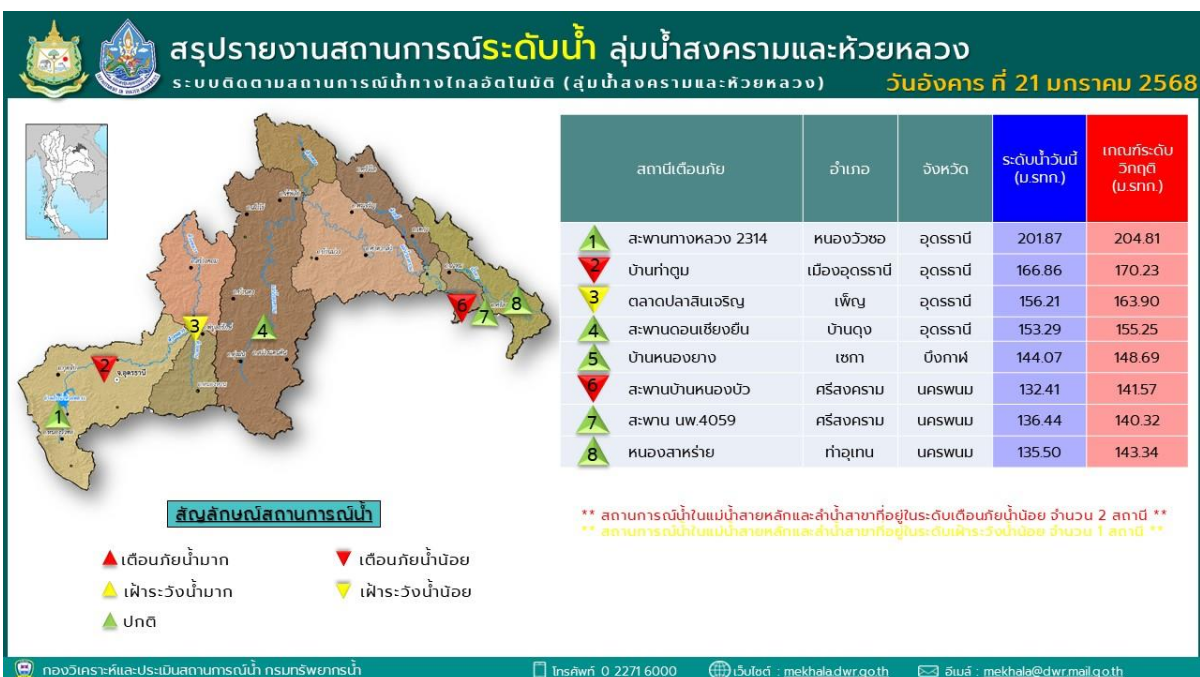 สรุปรายงานสถานการณ์ระดับน้ำ ลุ่มน้ำสงครามและห้วยหลวง
ระบบติดตามสถานการณ์น้ำทางไกลอัตโนมัติ (ลุ่มน้ำสงครามและห้วยหลวง)
วันอังคาร ที่ 21 มกราคม 2568
สถานีเตือนภัย อำเภอ จังหวัด ระดับน้ำวันนี้ (ม.รทก.) เกณฑ์ระดับวิกฤติ (ม.รทก.)
1 สะพานทางหลวง 2314 หนองวัวซอ อุดรธานี 201.87 204.81
2 บ้านท่าตูม เมืองอุดรธานี อุดรธานี 166.86 170.23
3 ตลาดปลาสินเจริญ เพ็ญ อุดรธานี 156.21 163.90
4 สะพานดอนเชียงยืน บ้านดุง อุดรธานี 153.29 155.25
5 บ้านหนองยาง เซกา บึงกาฬ 144.07 148.69
6 สะพานบ้านหนองบัว ศรีสงคราม นครพนม 132.41 141.57
7 สะพาน นพ.4059 ศรีสงคราม นครพนม 136.44 140.32
8 หนองสาหร่าย ท่าอุเทน นครพนม 135.50 143.34
1
2
3
4
6
7
8
จ.อุดรธานี
สัญลักษณ์สถานการณ์น้ำ
เตือนภัยน้ำมาก เตือนภัยน้ำน้อย
เฝ้าระวังน้ำมาก เฝ้าระวังน้ำน้อย
ปกติ
** สถานการณ์น้ำในแม่น้ำสายหลักและลำน้ำสาขาที่อยู่ในระดับเตือนภัยน้ำน้อย จำนวน 2 สถานี **
** สถานการณ์น้ำในแม่น้ำสายหลักและลำน้ำสาขาที่อยู่ในระดับเฝ้าระวังน้ำน้อย จำนวน 1 สถานี **
กองวิเคราะห์และประเมินสถานการณ์น้ำ กรมทรัพยากรน้ำ โทรศัพท์ 0 2271 6000 เว็บไซต์ : mekhala.dwr.go.th อีเมล์ : mekhala@dwr.mail.go.th